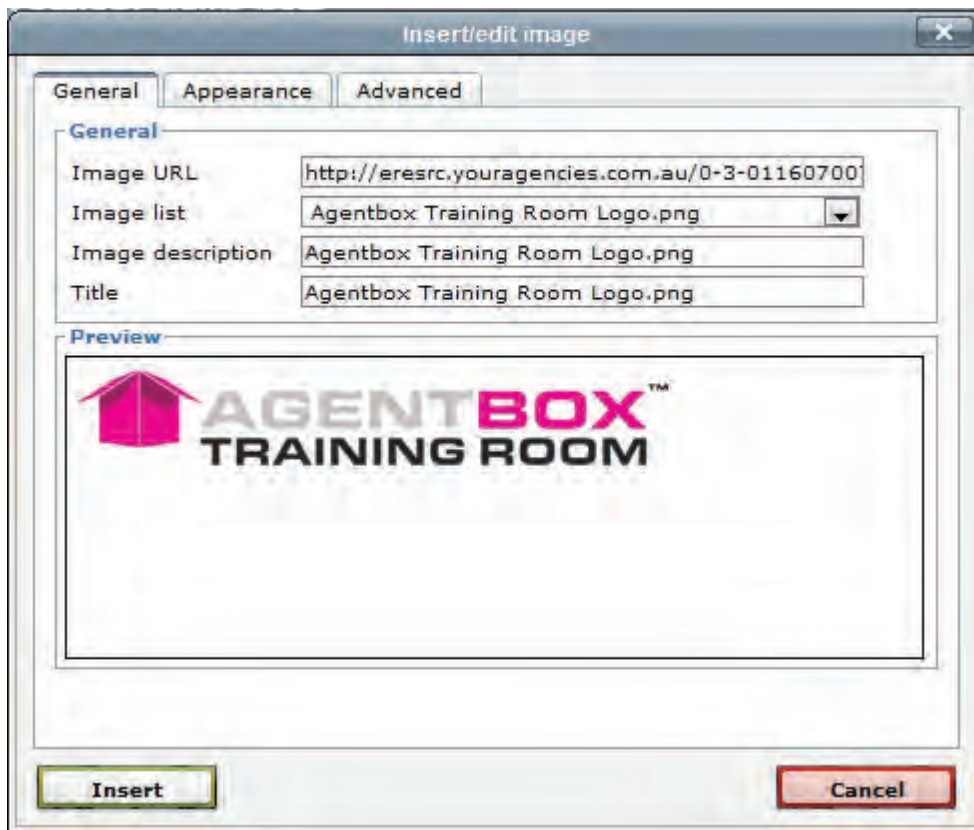 Insert/edit image
General Appearance Advanced
General
Image URL http://eresrc.youragencies.com.au/0-3-01160700
Image list Agentbox Training Room Logo.png
Image description Agentbox Training Room Logo.png
Title Agentbox Training Room Logo.png
Preview
AGENTBOX™
TRAINING ROOM
Insert Cancel